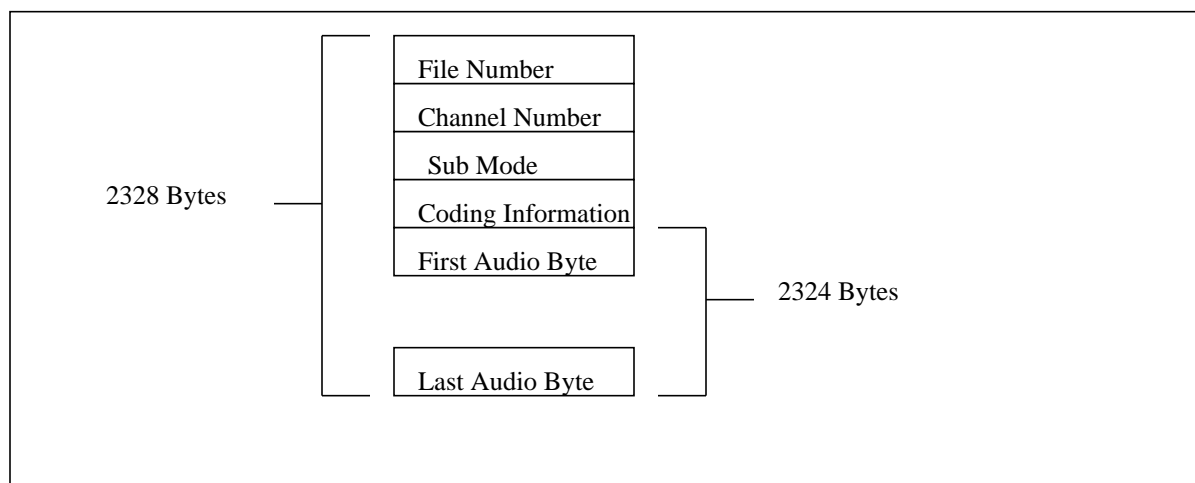 File Number
Channel Number
Sub Mode
2328 Bytes
Coding Information
First Audio Byte
2324 Bytes
Last Audio Byte